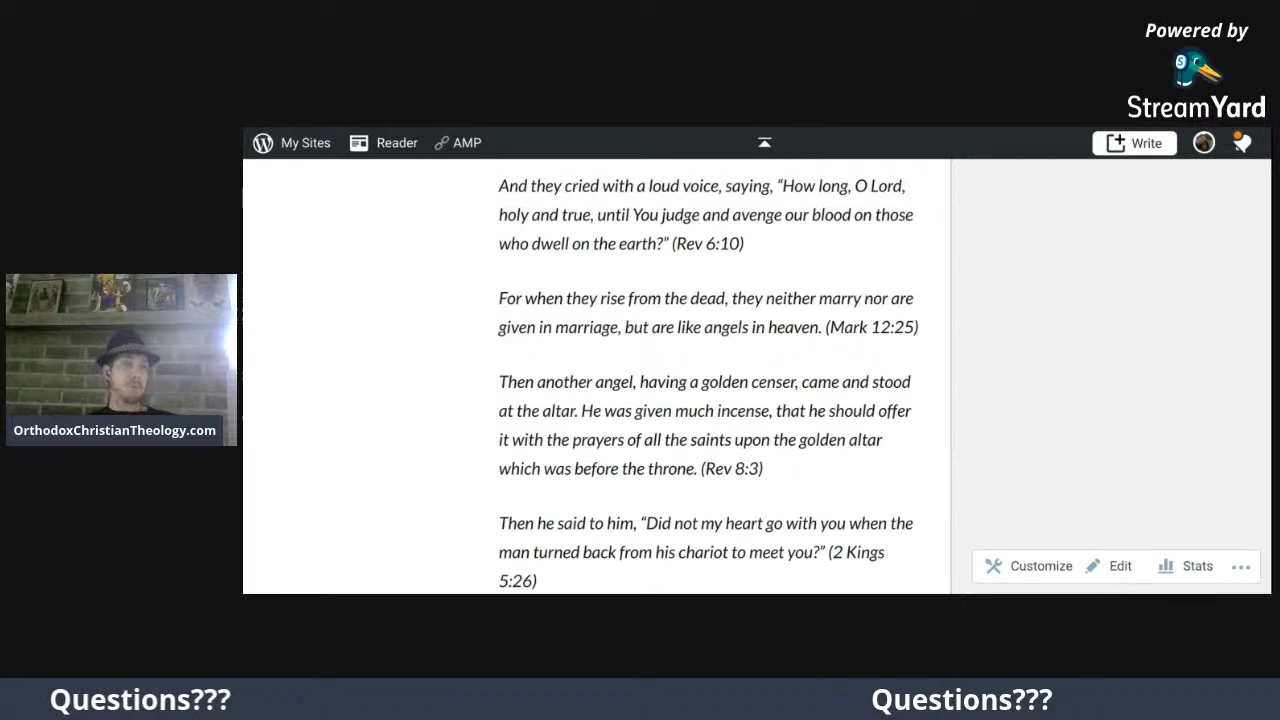 Powered by
StreamYard
My Sites
Reader
AMP
Write
And they cried with a loud voice, saying, “How long, O Lord,
holy and true, until You judge and avenge our blood on those
who dwell on the earth?” (Rev 6:10)
For when they rise from the dead, they neither marry nor are
given in marriage, but are like angels in heaven. (Mark 12:25)
Then another angel, having a golden censer, came and stood
at the altar. He was given much incense, that he should offer
it with the prayers of all the saints upon the golden altar
which was before the throne. (Rev 8:3)
Then he said to him, “Did not my heart go with you when the
man turned back from his chariot to meet you?” (2 Kings
5:26)
Customize
Edit
Stats
OrthodoxChristianTheology.com
Questions???
Questions???